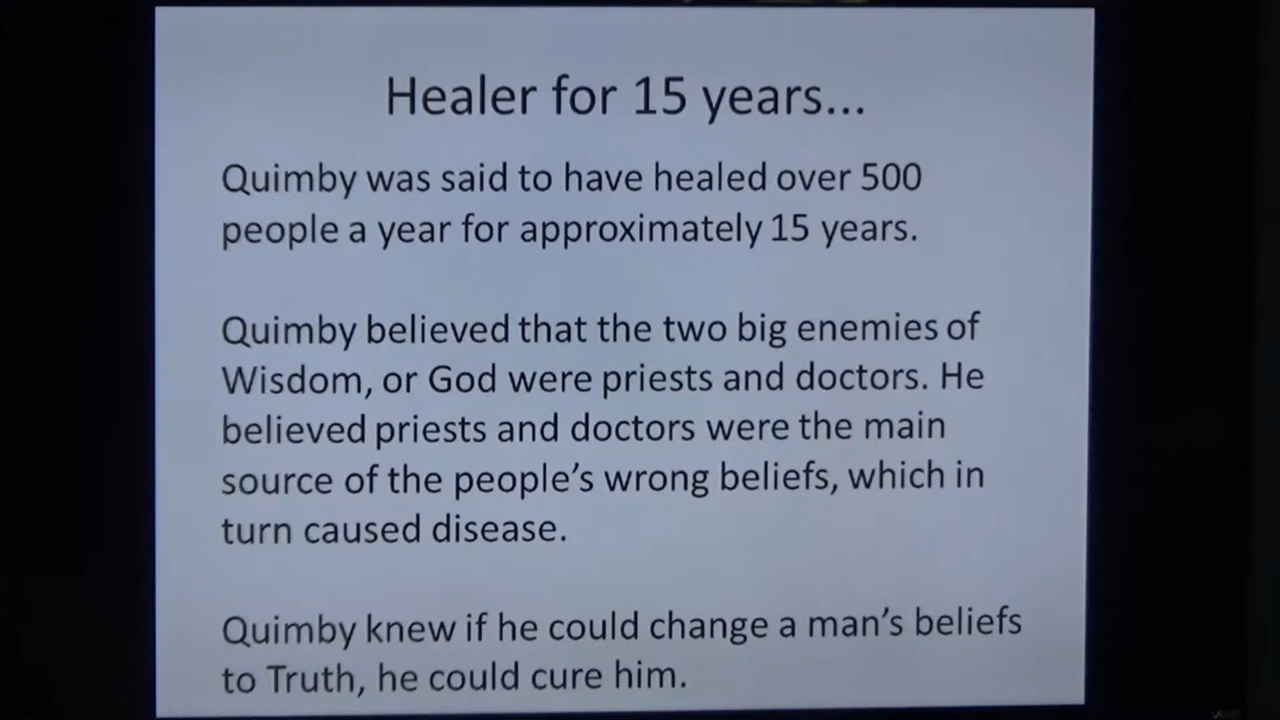 Healer for 15 years...
Quimby was said to have healed over 500
people a year for approximately 15 years.
Quimby believed that the two big enemies of
Wisdom, or God were priests and doctors. He
believed priests and doctors were the main
source of the people's wrong beliefs, which in
turn caused disease.
Quimby knew if he could change a man's beliefs
to Truth, he could cure him.